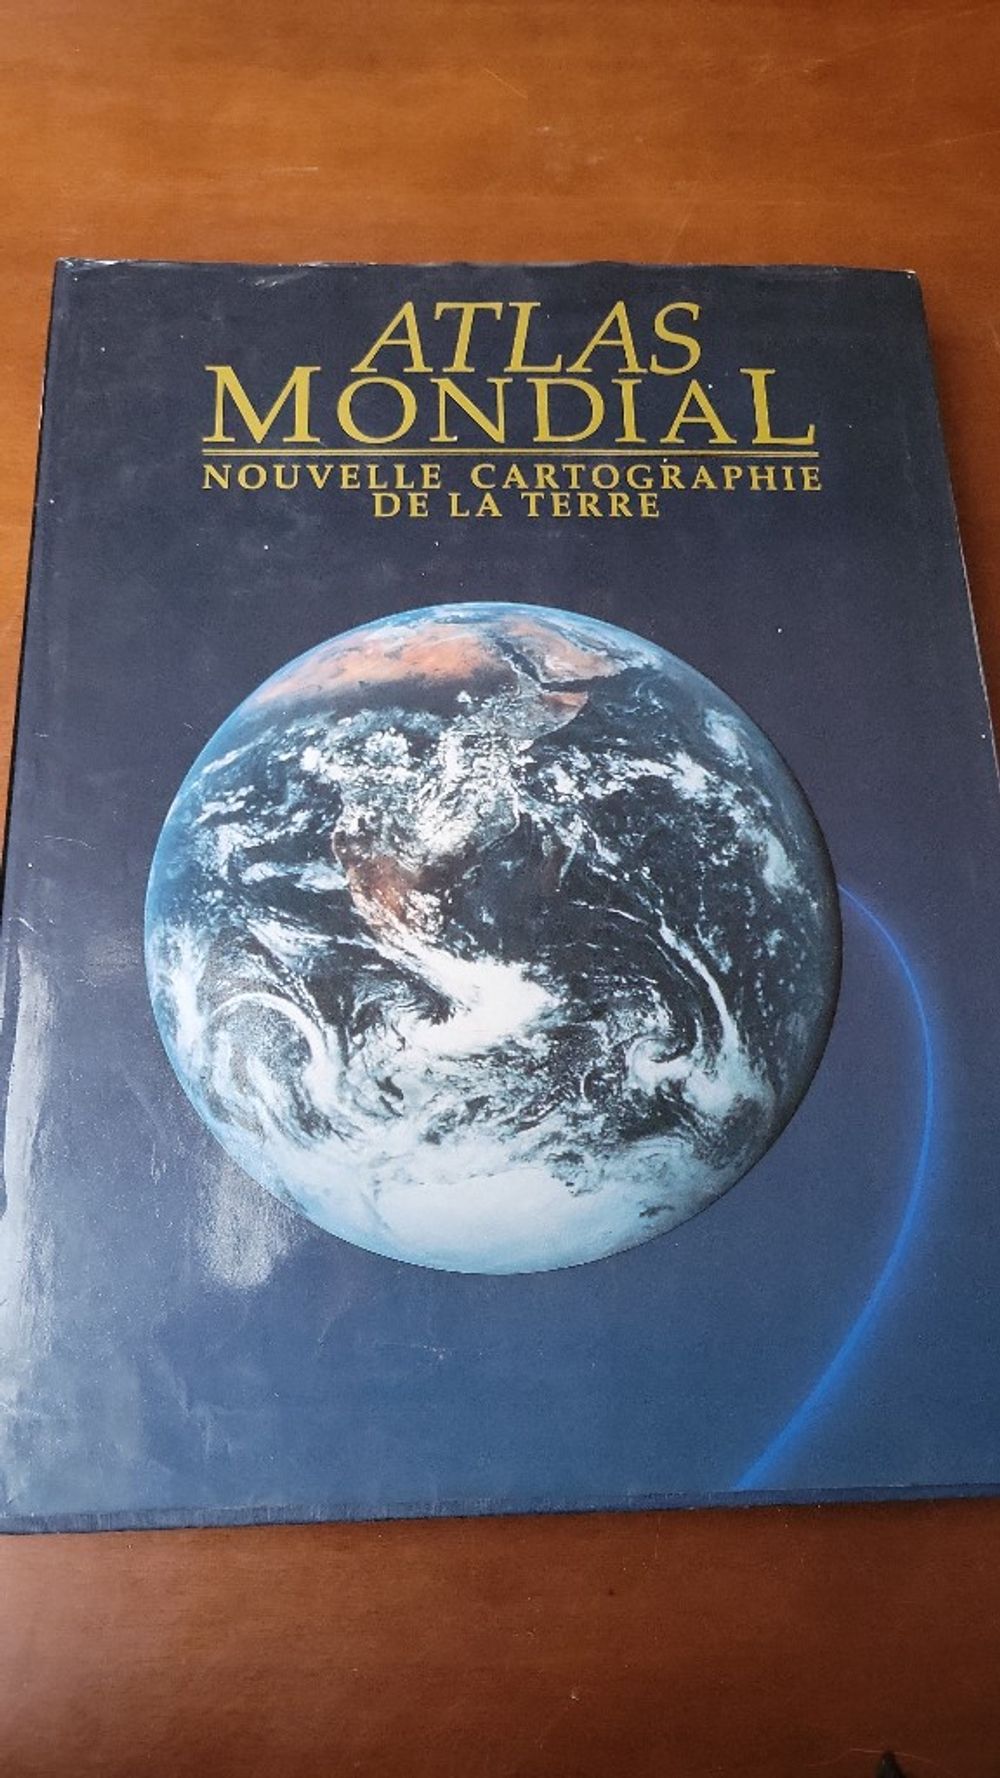 ATLAS
MONDIAL
NOUVELLE CARTOGRAPHIE
DE LA TERRE